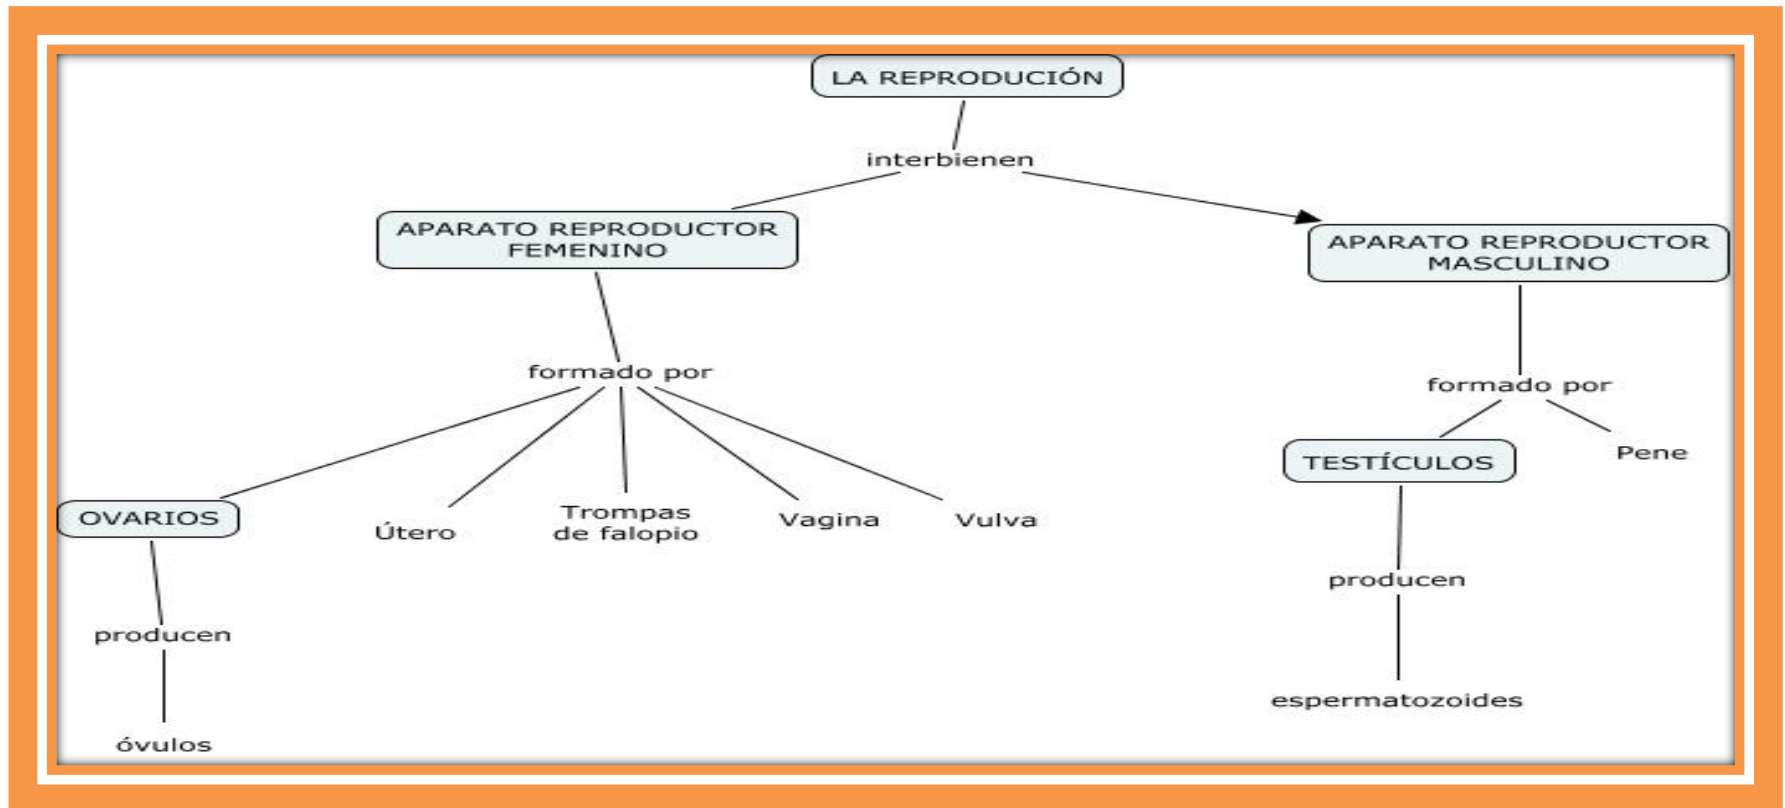 LA REPRODUCIÓN
interbienen
APARATO REPRODUCTOR
FEMENINO
APARATO REPRODUCTOR
MASCULINO
formado por
formado por
OVARIOS
Útero
Trompas
de falopio
Vagina
Vulva
TESTÍCULOS
Pene
producen
producen
óvulos
espermatozoides